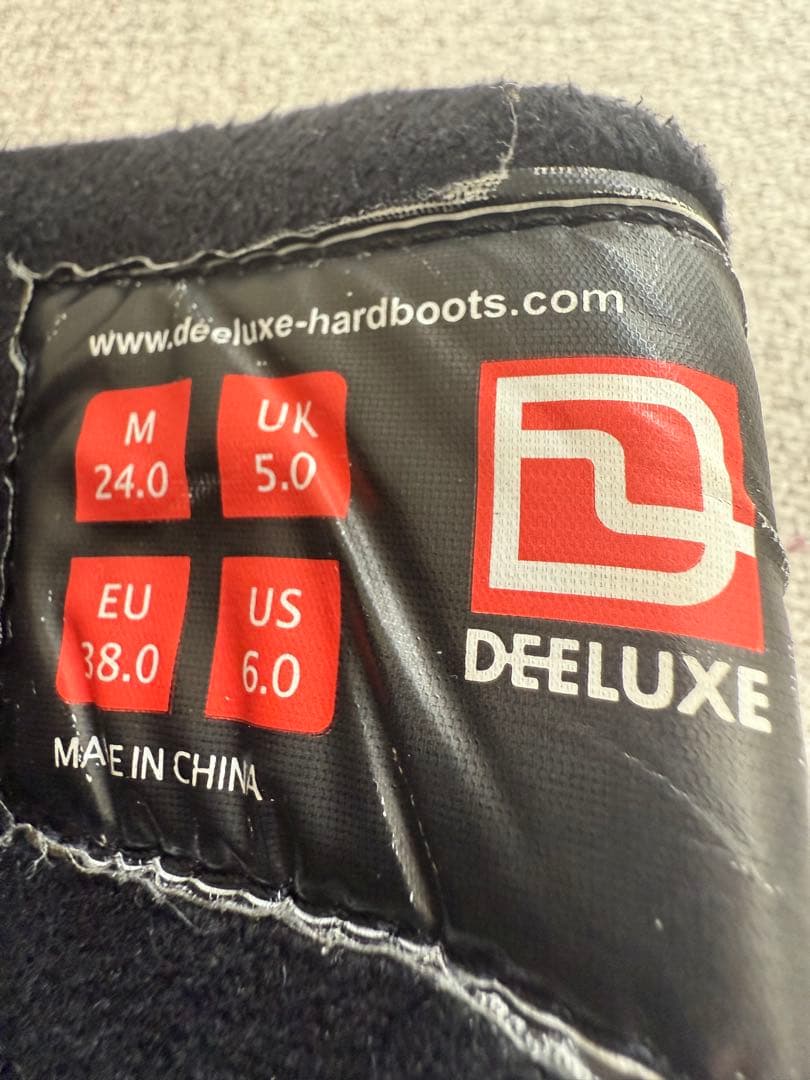 www.deeluxe-hardboots.com
M
24.0
UK
5.0
EU
38.0
US
6.0
MADE IN CHINA
DEELUXE